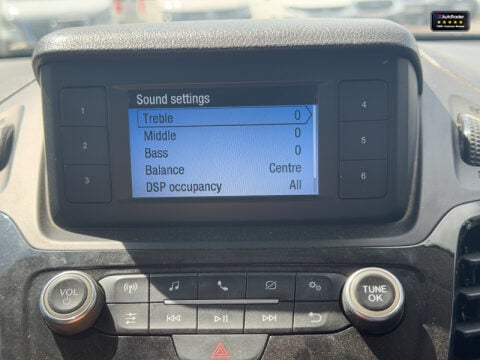 AutoTrader
Sound settings
Treble 0
Middle 0
Bass 0
Balance Centre
DSP occupancy All
1
2
3
4
5
6
VOL
TUNE
OK